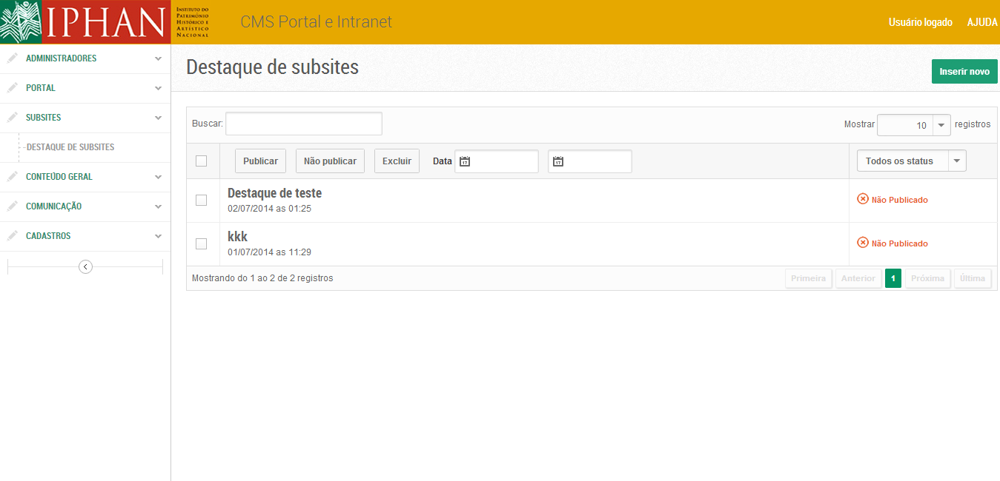 IPHAN
INSTITUTO DO
PATRIMÔNIO
HISTÓRICO E
ARTÍSTICO
NACIONAL
CMS Portal e Intranet
Usuário logado AJUDA
ADMINISTRADORES
PORTAL
SUBSITES
DESTAQUE DE SUBSITES
CONTEÚDO GERAL
COMUNICAÇÃO
CADASTROS
Destaque de subsites
Inserir novo
Buscar: Mostrar 10 registros
Publicar Não publicar Excluir Data 17 17 Todos os status
Destaque de teste
02/07/2014 as 01:25
Não Publicado
kkk
01/07/2014 as 11:29
Não Publicado
Mostrando do 1 ao 2 de 2 registros
Primeira Anterior 1 Próxima Última